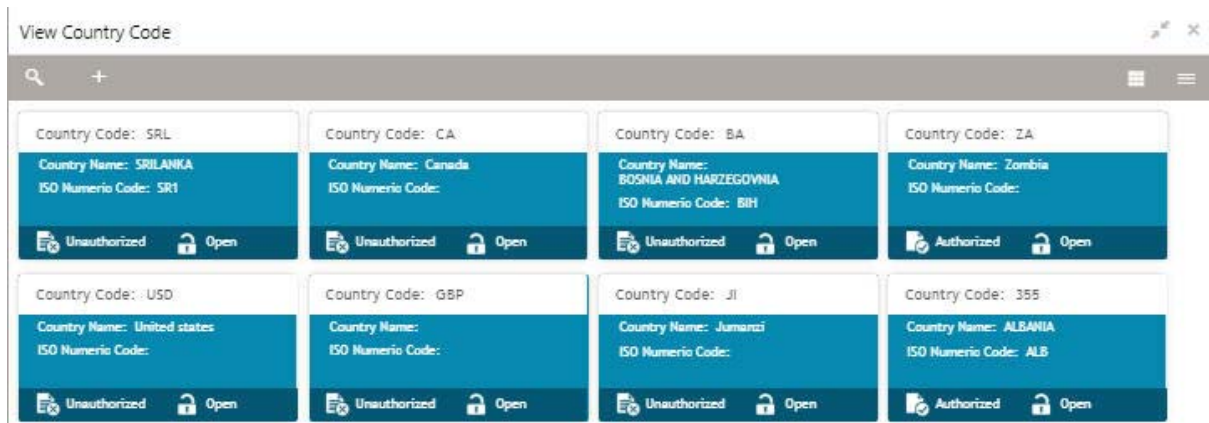 View Country Code
Country Code: SRL
Country Name: SRILANKA
ISO Numeric Code: SR1
Unauthorized Open
Country Code: CA
Country Name: Canada
ISO Numeric Code:
Unauthorized Open
Country Code: BA
Country Name:
BOSNIA AND HARZEGOVNIA
ISO Numeric Code: BIH
Unauthorized Open
Country Code: ZA
Country Name: Zombia
ISO Numeric Code:
Authorized Open
Country Code: USD
Country Name: United states
ISO Numeric Code:
Unauthorized Open
Country Code: GBP
Country Name:
ISO Numeric Code:
Unauthorized Open
Country Code: JI
Country Name: Jumanzi
ISO Numeric Code:
Unauthorized Open
Country Code: 355
Country Name: ALBANIA
ISO Numeric Code: ALB
Authorized Open